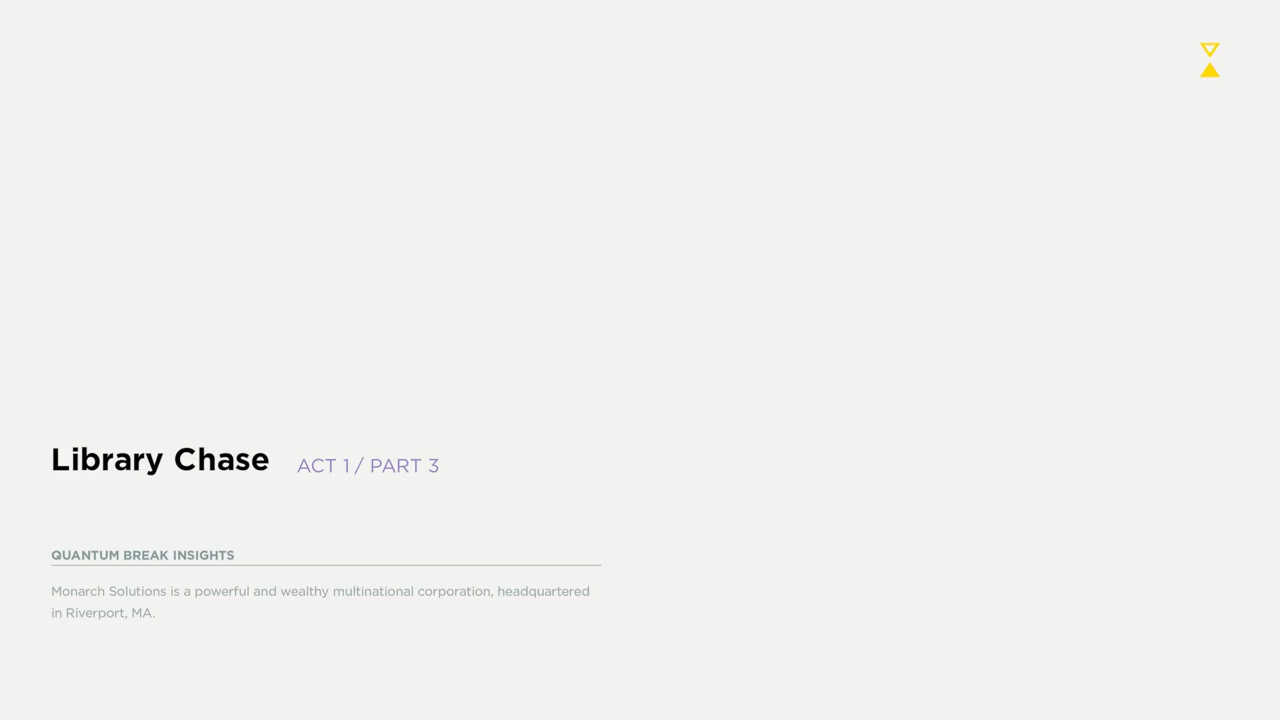 Library Chase ACT 1 / PART 3
QUANTUM BREAK INSIGHTS
Monarch Solutions is a powerful and wealthy multinational corporation, headquartered
in Riverport, MA.